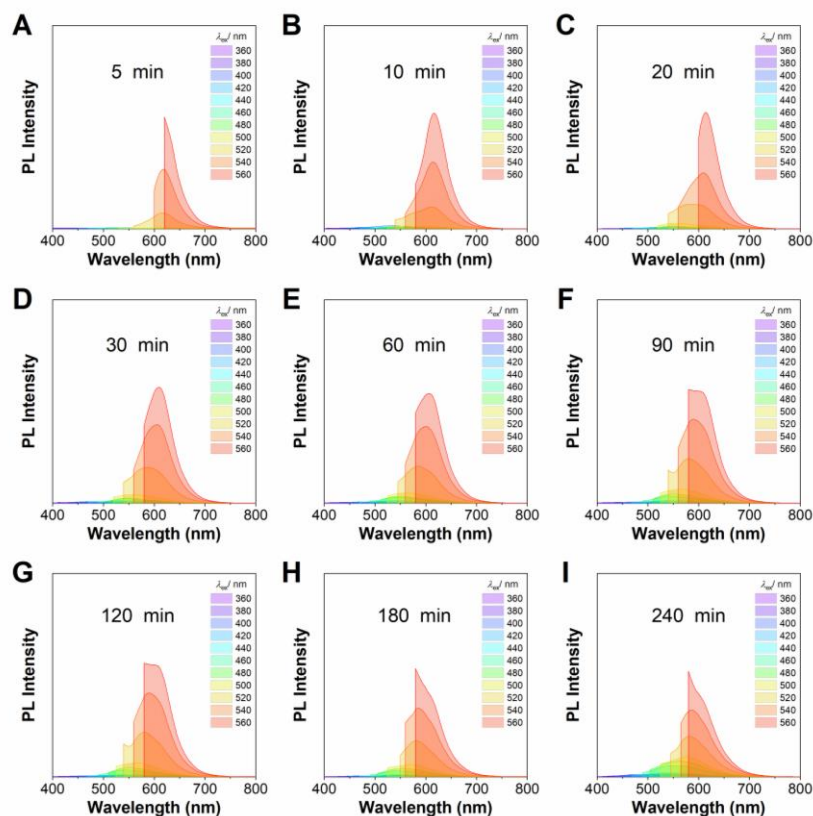 A
PL Intensity
5 min
λex/ nm
360
380
400
420
440
460
480
500
520
540
560
400 500 600 700 800
Wavelength (nm)
B
PL Intensity
10 min
λex/ nm
360
380
400
420
440
460
480
500
520
540
560
400 500 600 700 800
Wavelength (nm)
C
PL Intensity
20 min
λex/ nm
360
380
400
420
440
460
480
500
520
540
560
400 500 600 700 800
Wavelength (nm)
D
PL Intensity
30 min
λex/ nm
360
380
400
420
440
460
480
500
520
540
560
400 500 600 700 800
Wavelength (nm)
E
PL Intensity
60 min
λex/ nm
360
380
400
420
440
460
480
500
520
540
560
400 500 600 700 800
Wavelength (nm)
F
PL Intensity
90 min
λex/ nm
360
380
400
420
440
460
480
500
520
540
560
400 500 600 700 800
Wavelength (nm)
G
PL Intensity
120 min
λex/ nm
360
380
400
420
440
460
480
500
520
540
560
400 500 600 700 800
Wavelength (nm)
H
PL Intensity
180 min
λex/ nm
360
380
400
420
440
460
480
500
520
540
560
400 500 600 700 800
Wavelength (nm)
I
PL Intensity
240 min
λex/ nm
360
380
400
420
440
460
480
500
520
540
560
400 500 600 700 800
Wavelength (nm)